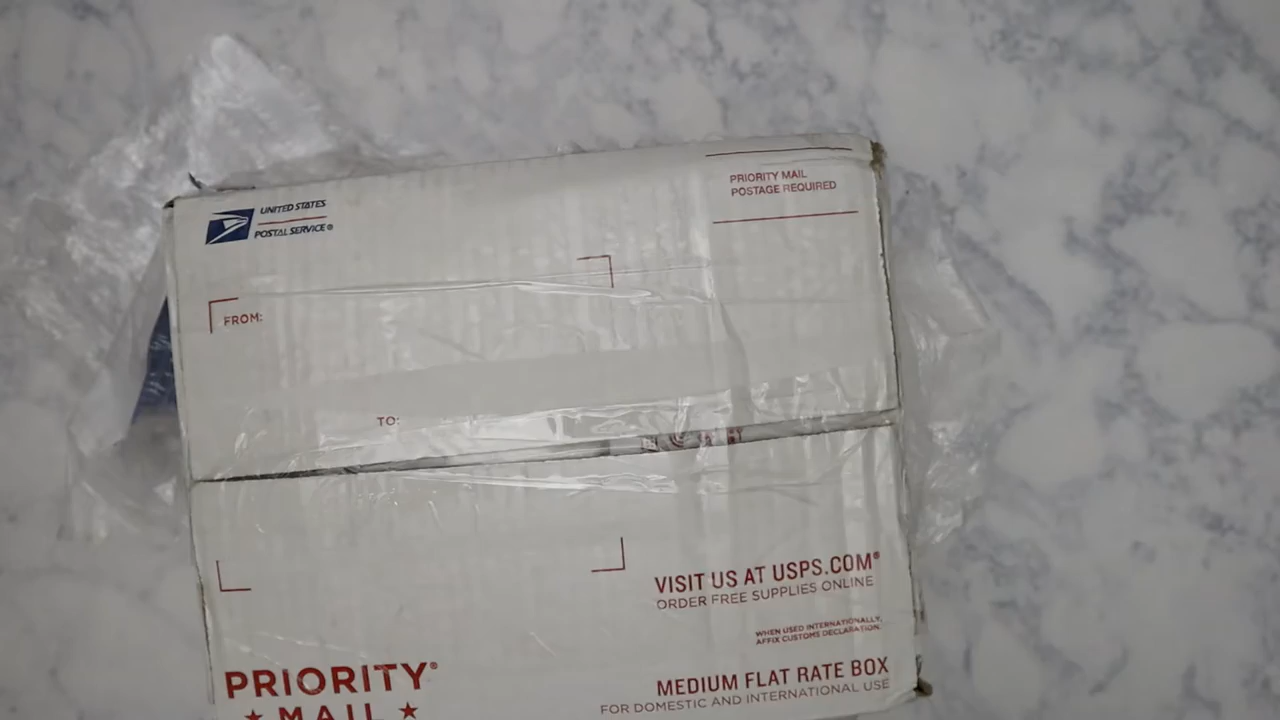 UNITED STATES
POSTAL SERVICE®
PRIORITY MAIL
POSTAGE REQUIRED
FROM:
TO:
VISIT US AT USPS.COM®
ORDER FREE SUPPLIES ONLINE
WHEN USED INTERNATIONALLY,
AFFIX CUSTOMS DECLARATION.
PRIORITY®
★ MAIL ★
MEDIUM FLAT RATE BOX
FOR DOMESTIC AND INTERNATIONAL USE